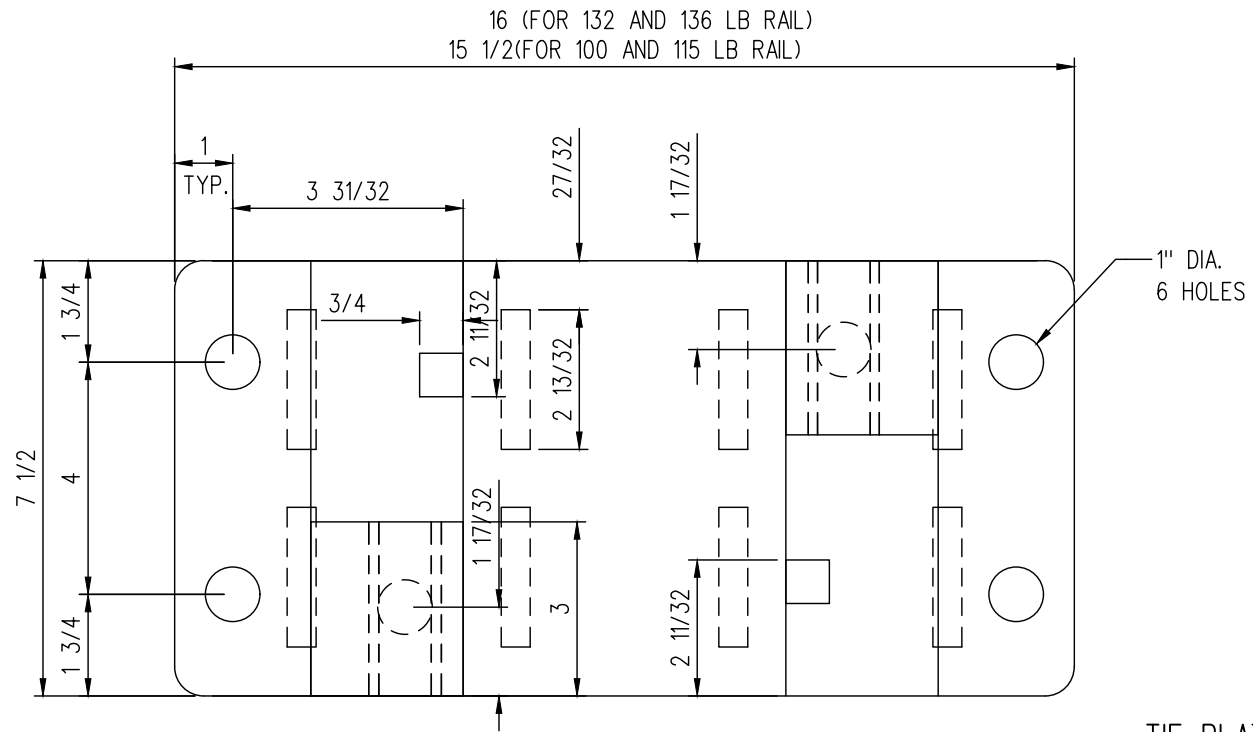 16 (FOR 132 AND 136 LB RAIL)
15 1/2(FOR 100 AND 115 LB RAIL)
1
TYP.
3 31/32
27/32
1 17/32
1" DIA.
6 HOLES
1 3/4
3/4
2 11/32
2 13/32
7 1/2
4
1 17/32
3
2 11/32
1 3/4
TIE